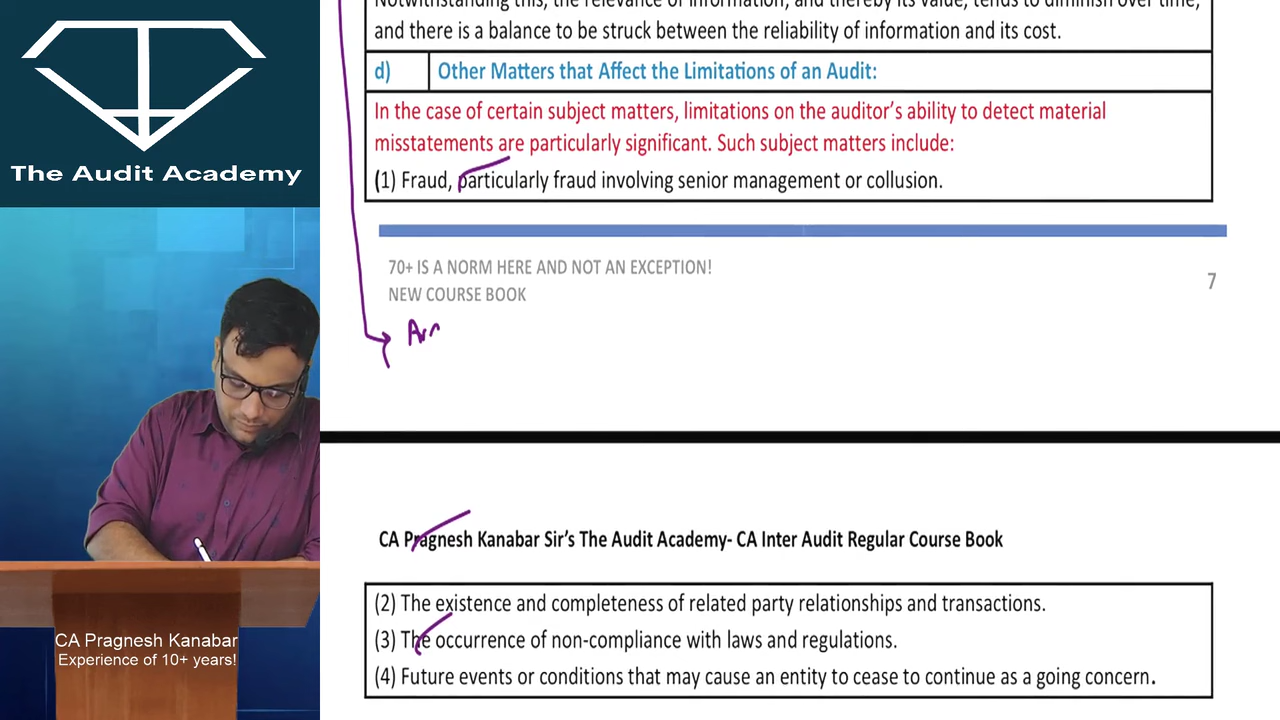 The Audit Academy
CA Pragnesh Kanabar
Experience of 10+ years!
Notwithstanding this, the relevance of information, and thereby its value, tends to diminish over time,
and there is a balance to be struck between the reliability of information and its cost.
d) Other Matters that Affect the Limitations of an Audit:
In the case of certain subject matters, limitations on the auditor's ability to detect material
misstatements are particularly significant. Such subject matters include:
(1) Fraud, particularly fraud involving senior management or collusion.
70+ IS A NORM HERE AND NOT AN EXCEPTION!
NEW COURSE BOOK
7
CA Pragnesh Kanabar Sir's The Audit Academy- CA Inter Audit Regular Course Book
(2) The existence and completeness of related party relationships and transactions.
(3) The occurrence of non-compliance with laws and regulations.
(4) Future events or conditions that may cause an entity to cease to continue as a going concern.